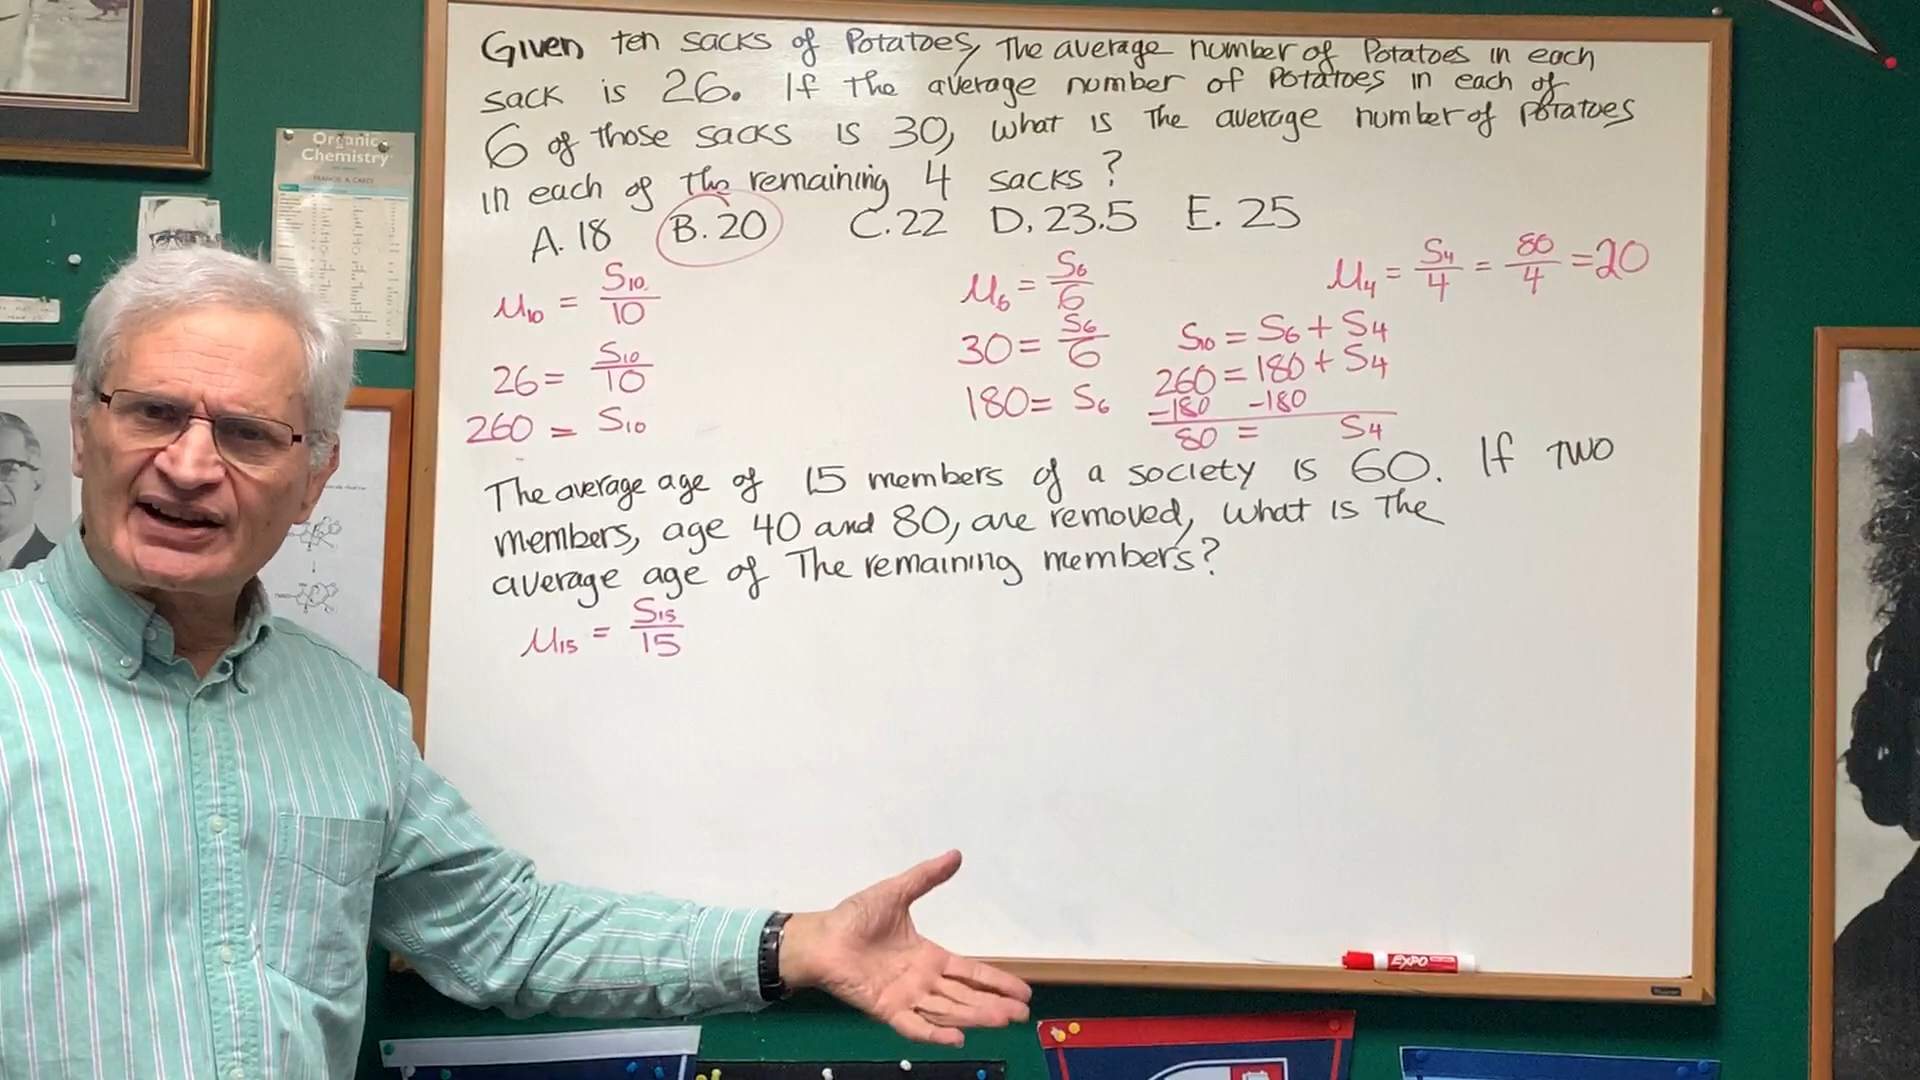 Given ten sacks of Potatoes, The average number of Potatoes in each
sack is 26. If The average number of Potatoes in each of
6 of those sacks is 30, what is The average number of potatoes
in each of the remaining 4 sacks?
A. 18 B. 20 C. 22 D. 23.5 E. 25
μ₁₀ = S₁₀/10
26 = S₁₀/10
260 = S₁₀
μ₆ = S₆/6
30 = S₆/6
180 = S₆
S₁₀ = S₆ + S₄
260 = 180 + S₄
-180 -180
80 = S₄
μ₄ = S₄/4 = 80/4 = 20
The average age of 15 members of a society is 60. If two
members, age 40 and 80, are removed, what is The
average age of The remaining members?
μ₁₅ = S₁₅/15
Organic
Chemistry
EXPO